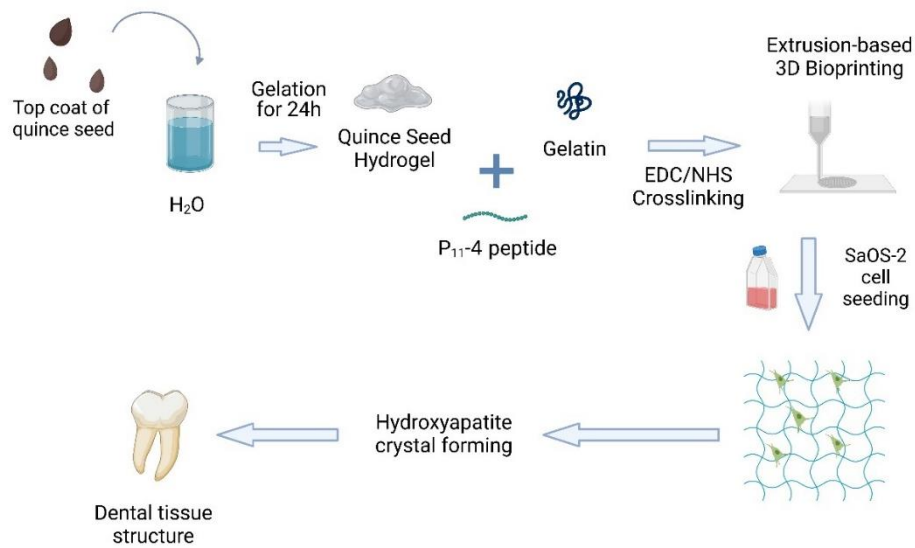 Top coat of
quince seed
H₂O
Gelation
for 24h
Quince Seed
Hydrogel
+
P₁₁-4 peptide
Gelatin
EDC/NHS
Crosslinking
Extrusion-based
3D Bioprinting
SaOS-2
cell
seeding
Hydroxyapatite
crystal forming
Dental tissue
structure